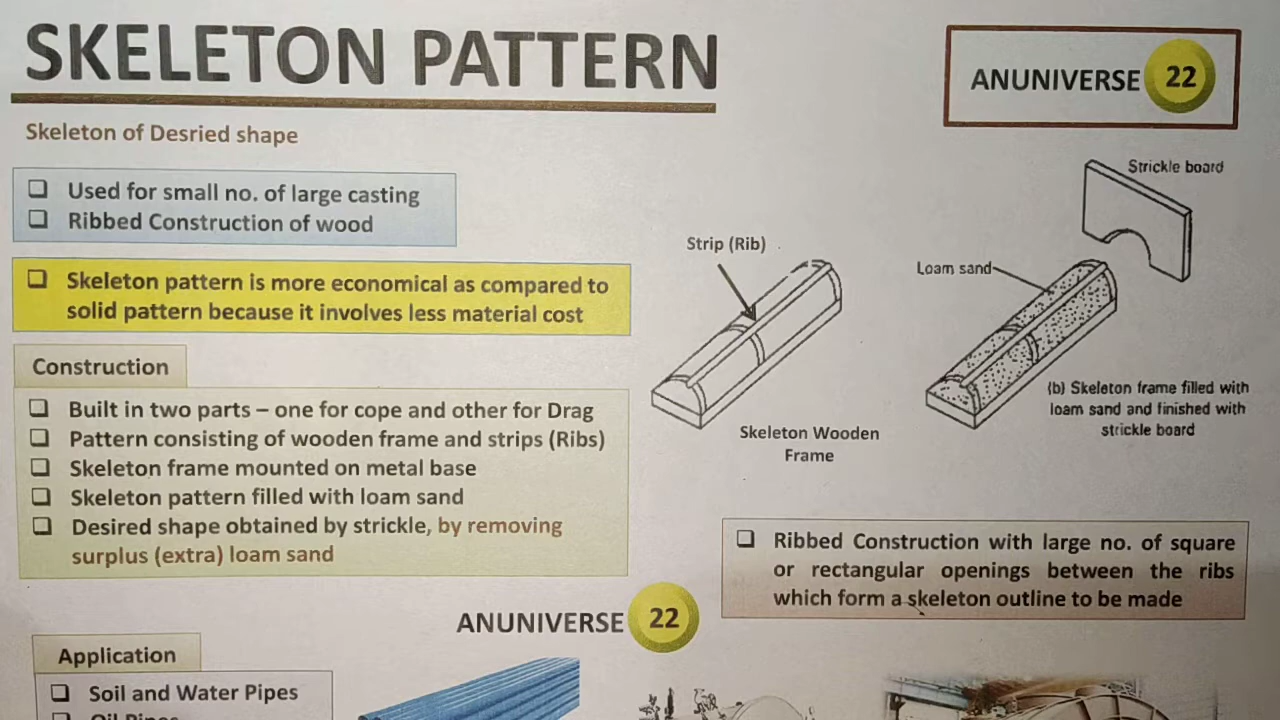 SKELETON PATTERN
ANUNIVERSE 22
Skeleton of Desried shape
❑ Used for small no. of large casting
❑ Ribbed Construction of wood
❑ Skeleton pattern is more economical as compared to
solid pattern because it involves less material cost
Construction
❑ Built in two parts – one for cope and other for Drag
❑ Pattern consisting of wooden frame and strips (Ribs)
❑ Skeleton frame mounted on metal base
❑ Skeleton pattern filled with loam sand
❑ Desired shape obtained by strickle, by removing
surplus (extra) loam sand
Strip (Rib)
Skeleton Wooden
Frame
Strickle board
Loam sand
(b) Skeleton frame filled with
loam sand and finished with
strickle board
❑ Ribbed Construction with large no. of square
or rectangular openings between the ribs
which form a skeleton outline to be made
ANUNIVERSE 22
Application
❑ Soil and Water Pipes
❑ Oil Pipes